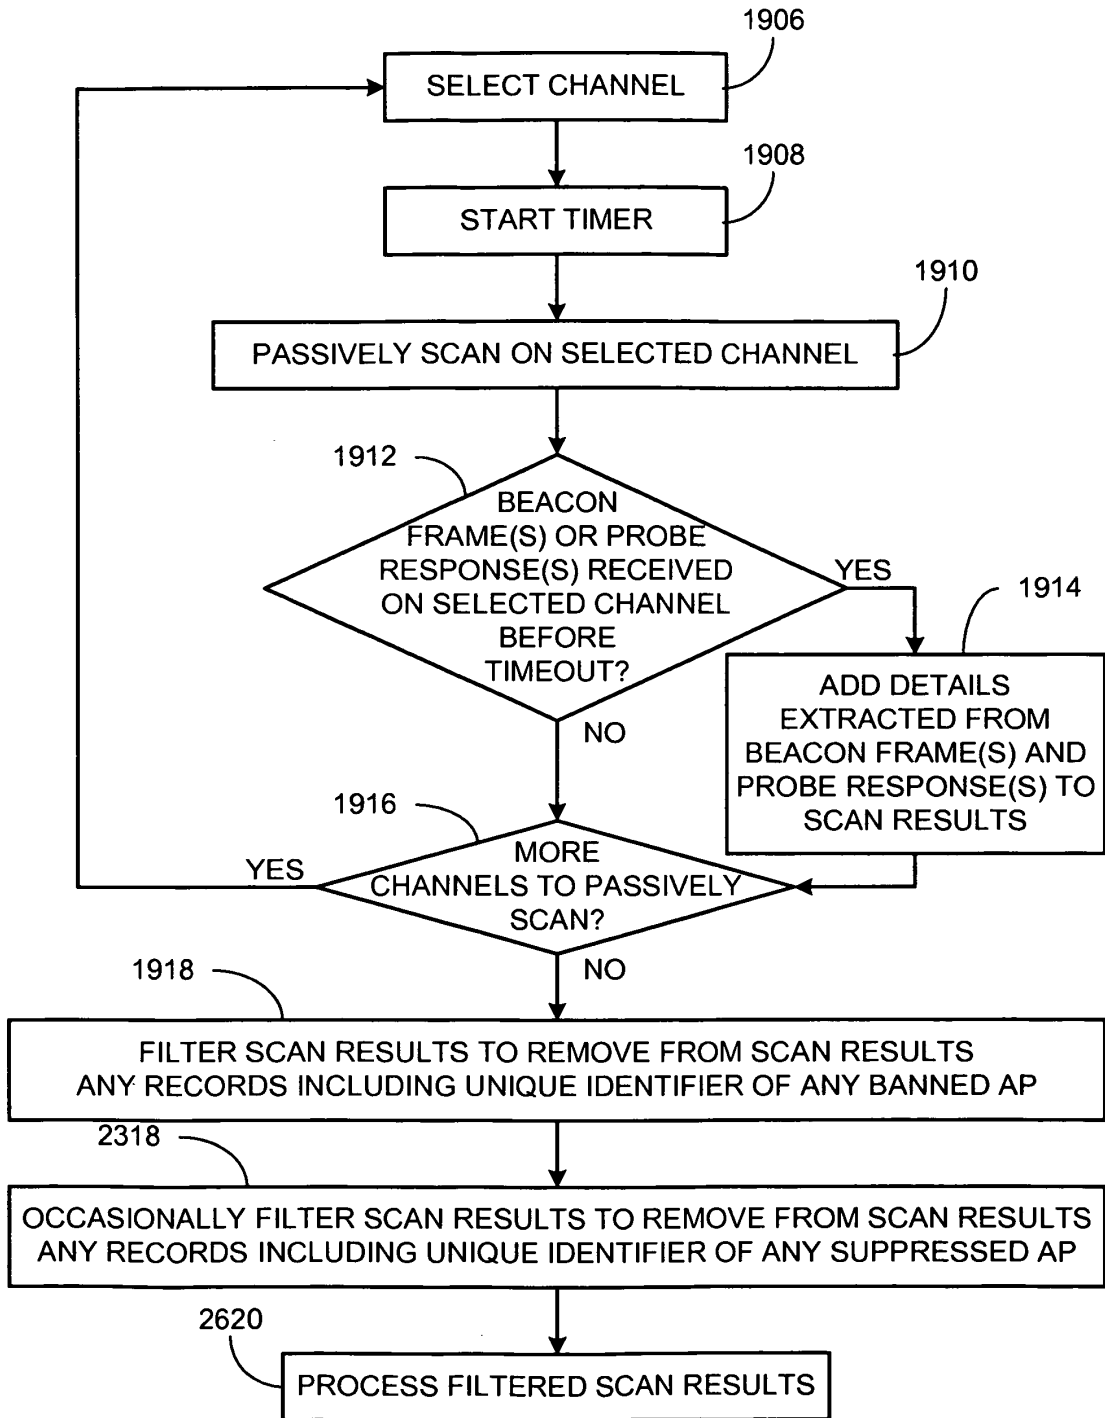 1906
SELECT CHANNEL
1908
START TIMER
1910
PASSIVELY SCAN ON SELECTED CHANNEL
1912
BEACON
FRAME(S) OR PROBE
RESPONSE(S) RECEIVED
ON SELECTED CHANNEL
BEFORE
TIMEOUT?
YES
1914
ADD DETAILS
EXTRACTED FROM
BEACON FRAME(S) AND
PROBE RESPONSE(S) TO
SCAN RESULTS
NO
1916
MORE
CHANNELS TO PASSIVELY
SCAN?
YES
NO
1918
FILTER SCAN RESULTS TO REMOVE FROM SCAN RESULTS
ANY RECORDS INCLUDING UNIQUE IDENTIFIER OF ANY BANNED AP
2318
OCCASIONALLY FILTER SCAN RESULTS TO REMOVE FROM SCAN RESULTS
ANY RECORDS INCLUDING UNIQUE IDENTIFIER OF ANY SUPPRESSED AP
2620
PROCESS FILTERED SCAN RESULTS